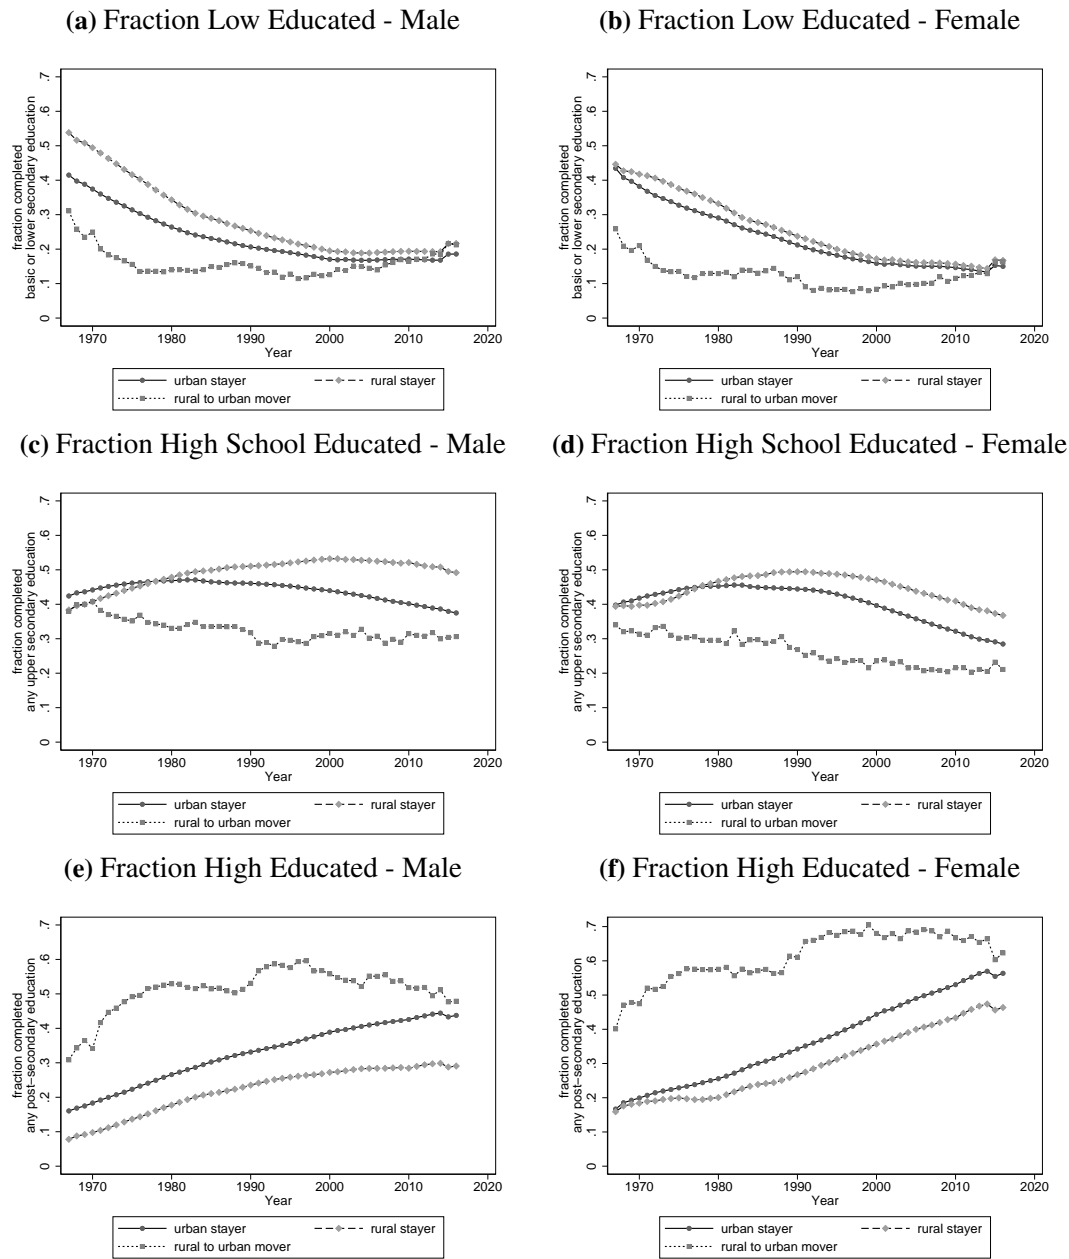 (a) Fraction Low Educated - Male
fraction completed
basic or lower secondary education
.7
.6
.5
.4
.3
.2
.1
0
1970 1980 1990 2000 2010 2020
Year
urban stayer rural stayer
rural to urban mover
(b) Fraction Low Educated - Female
fraction completed
basic or lower secondary education
.7
.6
.5
.4
.3
.2
.1
0
1970 1980 1990 2000 2010 2020
Year
urban stayer rural stayer
rural to urban mover
(c) Fraction High School Educated - Male
fraction completed
any upper secondary education
.7
.6
.5
.4
.3
.2
.1
0
1970 1980 1990 2000 2010 2020
Year
urban stayer rural stayer
rural to urban mover
(d) Fraction High School Educated - Female
fraction completed
any upper secondary education
.7
.6
.5
.4
.3
.2
.1
0
1970 1980 1990 2000 2010 2020
Year
urban stayer rural stayer
rural to urban mover
(e) Fraction High Educated - Male
fraction completed
any post-secondary education
.7
.6
.5
.4
.3
.2
.1
0
1970 1980 1990 2000 2010 2020
Year
urban stayer rural stayer
rural to urban mover
(f) Fraction High Educated - Female
fraction completed
any post-secondary education
.7
.6
.5
.4
.3
.2
.1
0
1970 1980 1990 2000 2010 2020
Year
urban stayer rural stayer
rural to urban mover